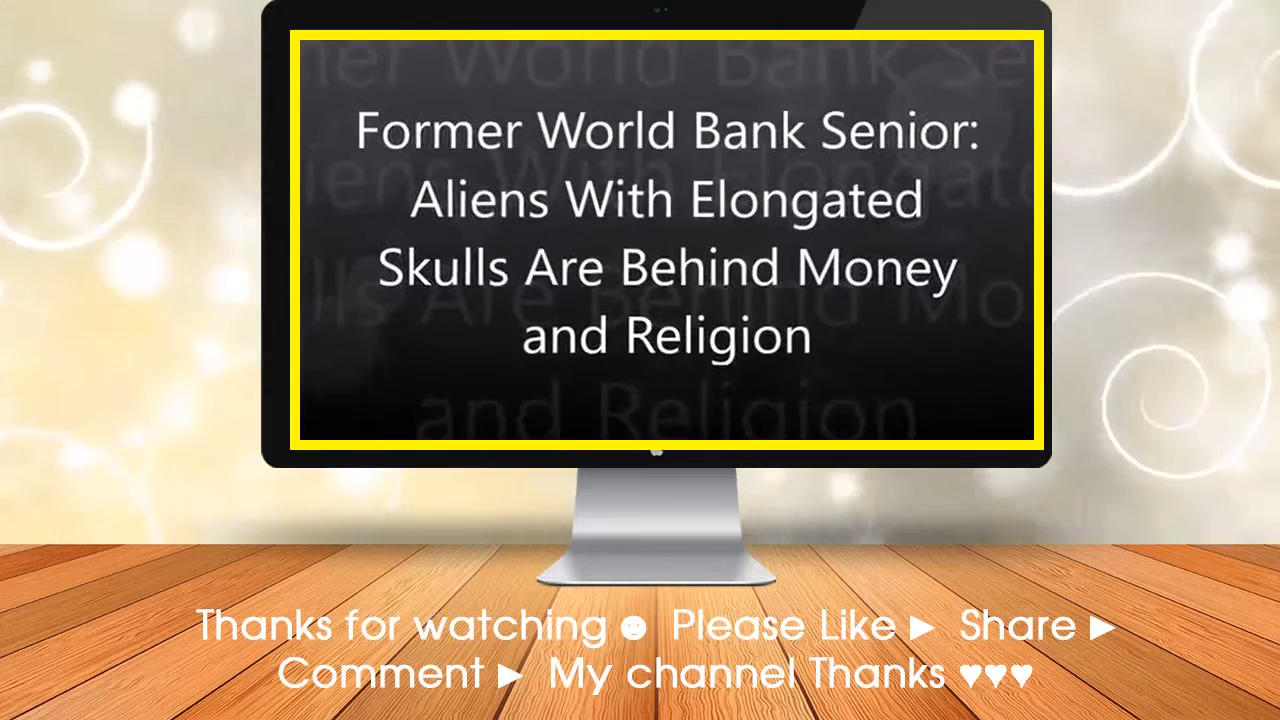 Former World Bank Senior:
Aliens With Elongated
Skulls Are Behind Money
and Religion
Thanks for watching ☻ Please Like ► Share ►
Comment ► My channel Thanks ♥♥♥